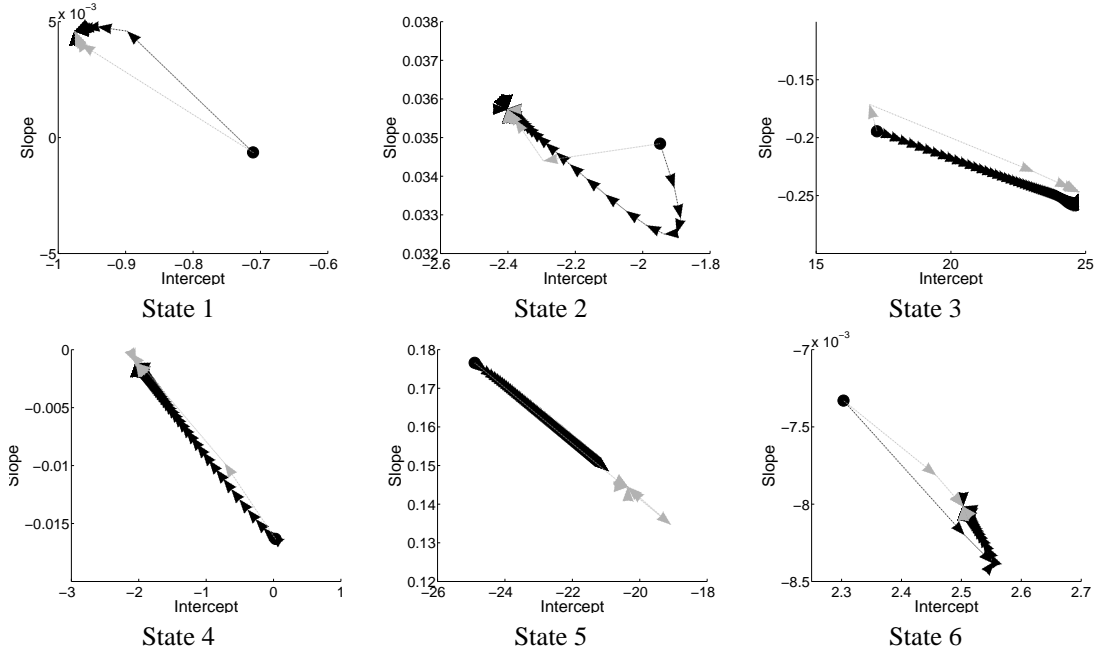 5 x 10⁻³
0
−5
Slope
−1 −0.9 −0.8 −0.7 −0.6
Intercept
State 1
0.038
0.037
0.036
0.035
0.034
0.033
0.032
Slope
−2.6 −2.4 −2.2 −2 −1.8
Intercept
State 2
−0.15
−0.2
−0.25
Slope
15 20 25
Intercept
State 3
0
−0.005
−0.01
−0.015
Slope
−3 −2 −1 0 1
Intercept
State 4
0.18
0.17
0.16
0.15
0.14
0.13
0.12
Slope
−26 −24 −22 −20 −18
Intercept
State 5
−7 x 10⁻³
−7.5
−8
−8.5
Slope
2.3 2.4 2.5 2.6 2.7
Intercept
State 6